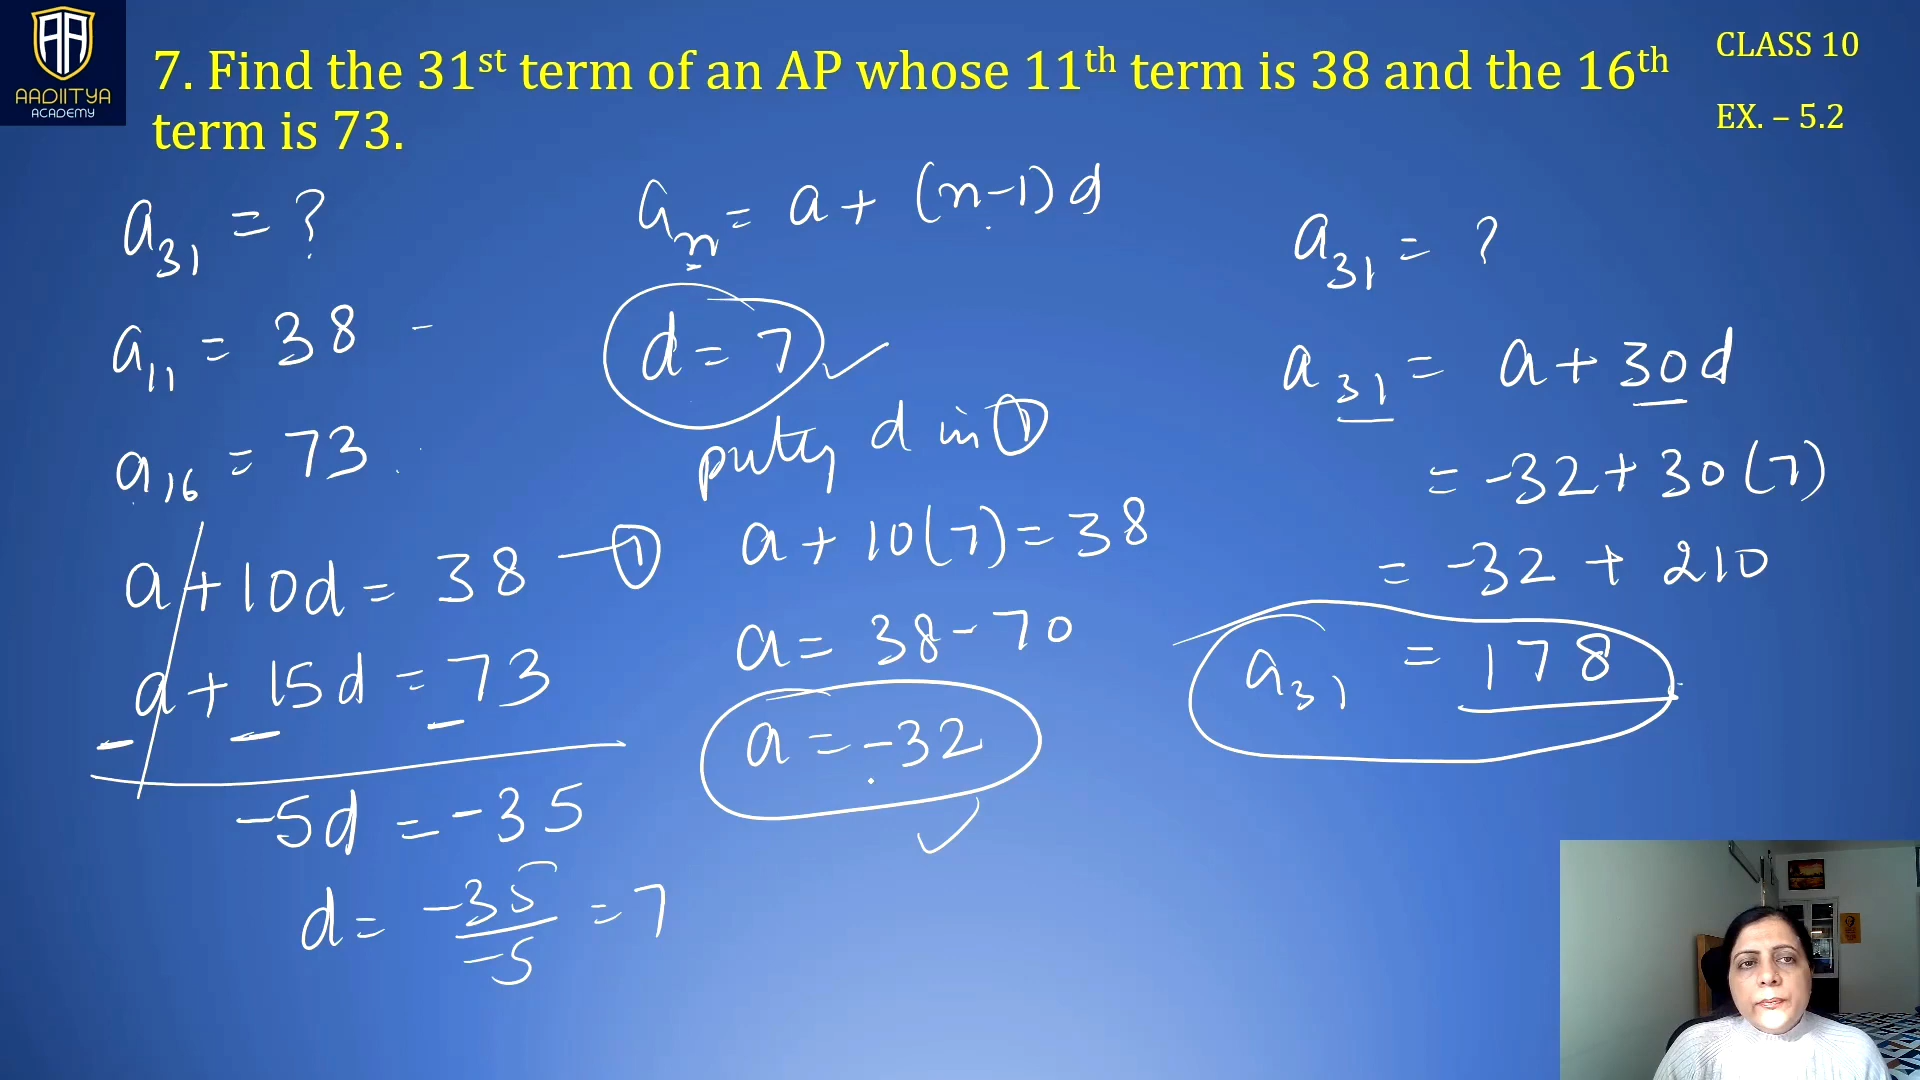 AADIITYA
ACADEMY
7. Find the 31st term of an AP whose 11th term is 38 and the 16th
term is 73.
CLASS 10
EX. – 5.2
a31 = ?
a11 = 38 -
a16 = 73
a+10d = 38 — ①
a + 15d = 73
- - -
-5d = -35
d = -35/-5 = 7
an = a + (n-1)d
d = 7 ✓
putg d in ①
a + 10(7) = 38
a = 38 - 70
a = -32
✓
a31 = ?
a31 = a + 30d
= -32 + 30(7)
= -32 + 210
a31 = 178